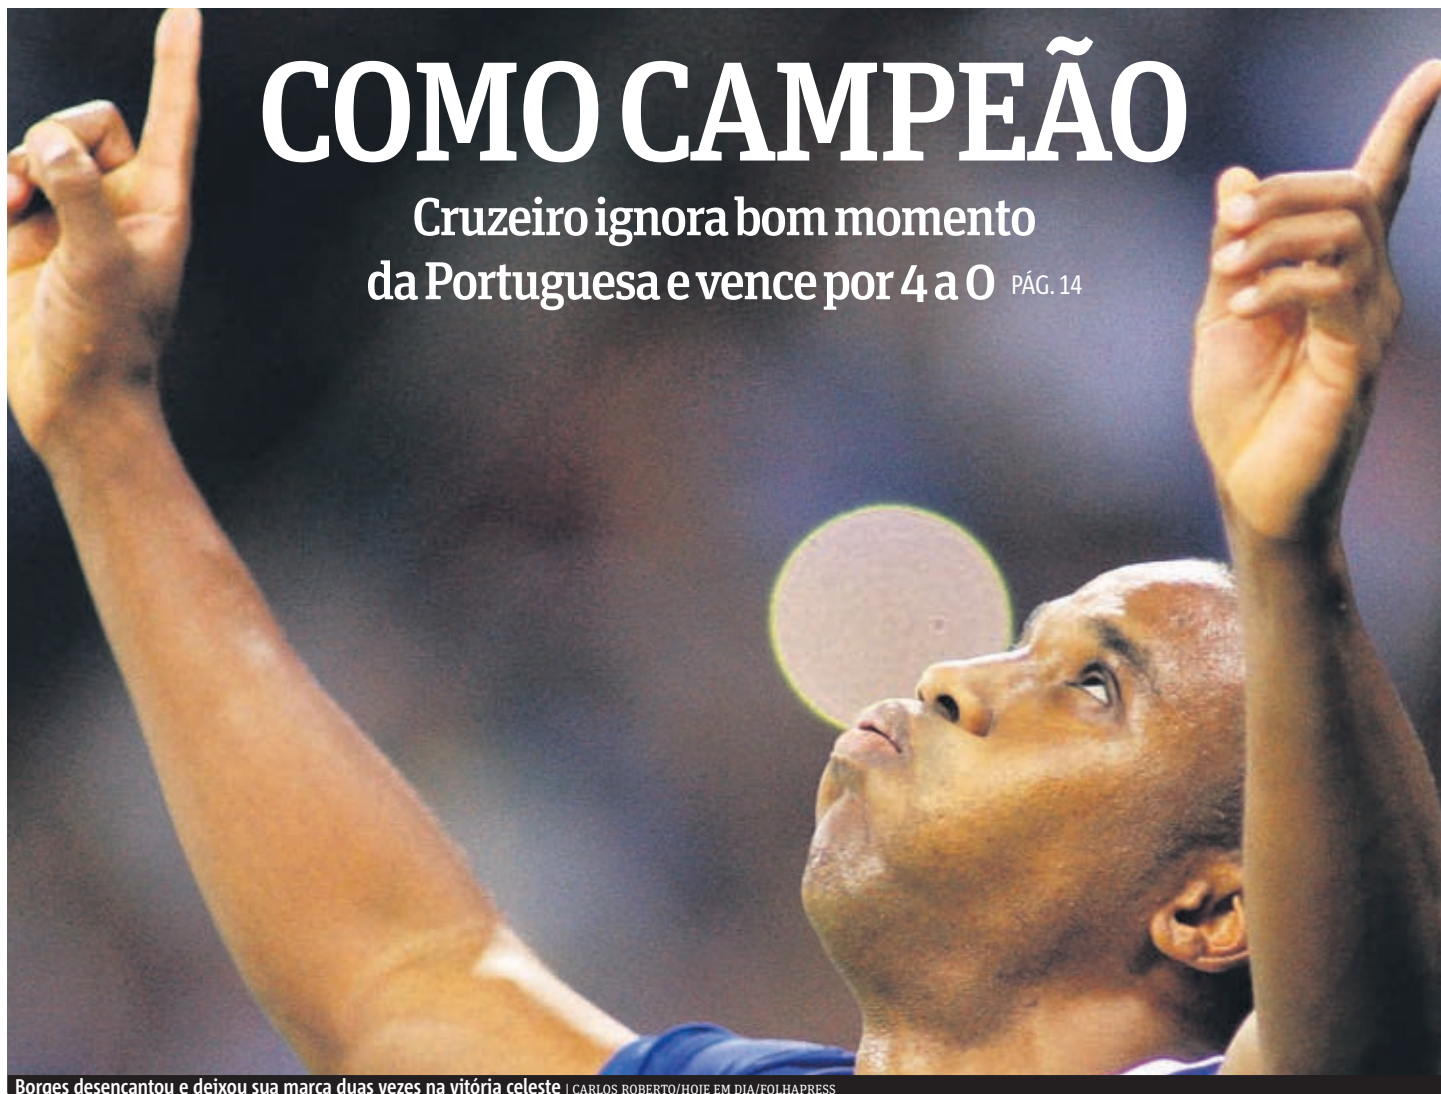 COMO CAMPEÃO
Cruzeiro ignora bom momento
da Portuguesa e vence por 4 a 0 PÁG. 14
Borges desencantou e deixou sua marca duas vezes na vitória celeste | CARLOS ROBERTO/HOJE EM DIA/FOLHAPRESS